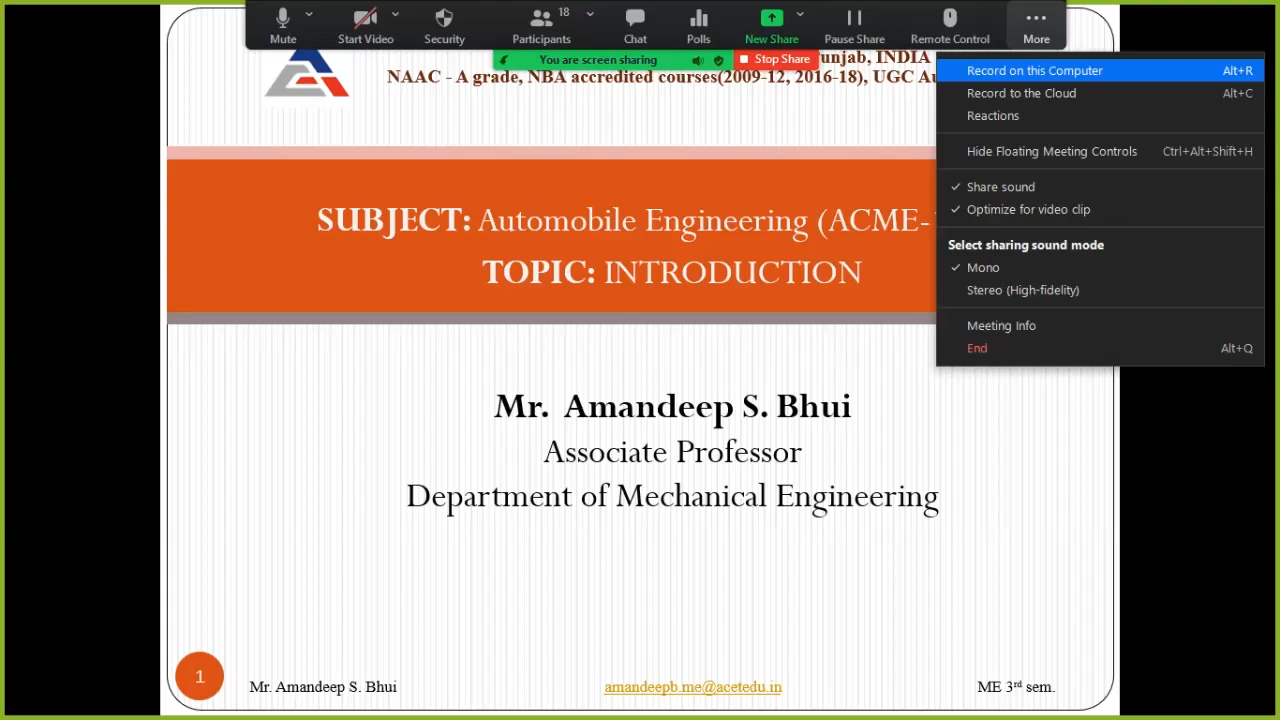 Mute
Start Video
Security
Participants
18
Chat
Polls
New Share
Pause Share
Remote Control
More
You are screen sharing
Stop Share
INDIA
NAAC - A grade, NBA accredited courses(2009-12, 2016-18), UGC
Record on this Computer Alt+R
Record to the Cloud Alt+C
Reactions
Hide Floating Meeting Controls Ctrl+Alt+Shift+H
Share sound
Optimize for video clip
Select sharing sound mode
Mono
Stereo (High-fidelity)
Meeting Info
End Alt+Q
SUBJECT: Automobile Engineering (ACME-
TOPIC: INTRODUCTION
Mr. Amandeep S. Bhui
Associate Professor
Department of Mechanical Engineering
1
Mr. Amandeep S. Bhui
amandeepb.me@acetedu.in
ME 3rd sem.